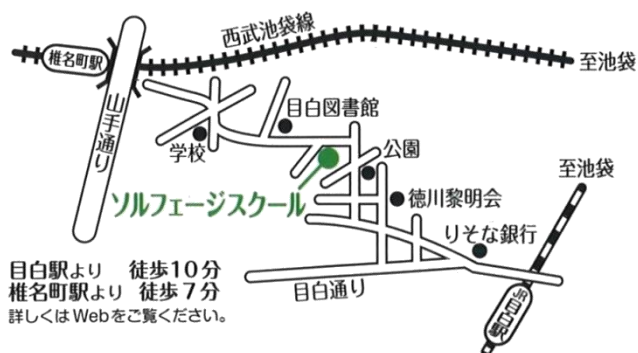 西武池袋線
至池袋
椎名町駅
山手通り
目白図書館
学校
公園
至池袋
ソルフェージスクール
徳川黎明会
りそな銀行
目白駅より 徒歩10分
椎名町駅より 徒歩7分
詳しくはWebをご覧ください。
目白通り
JR目白駅